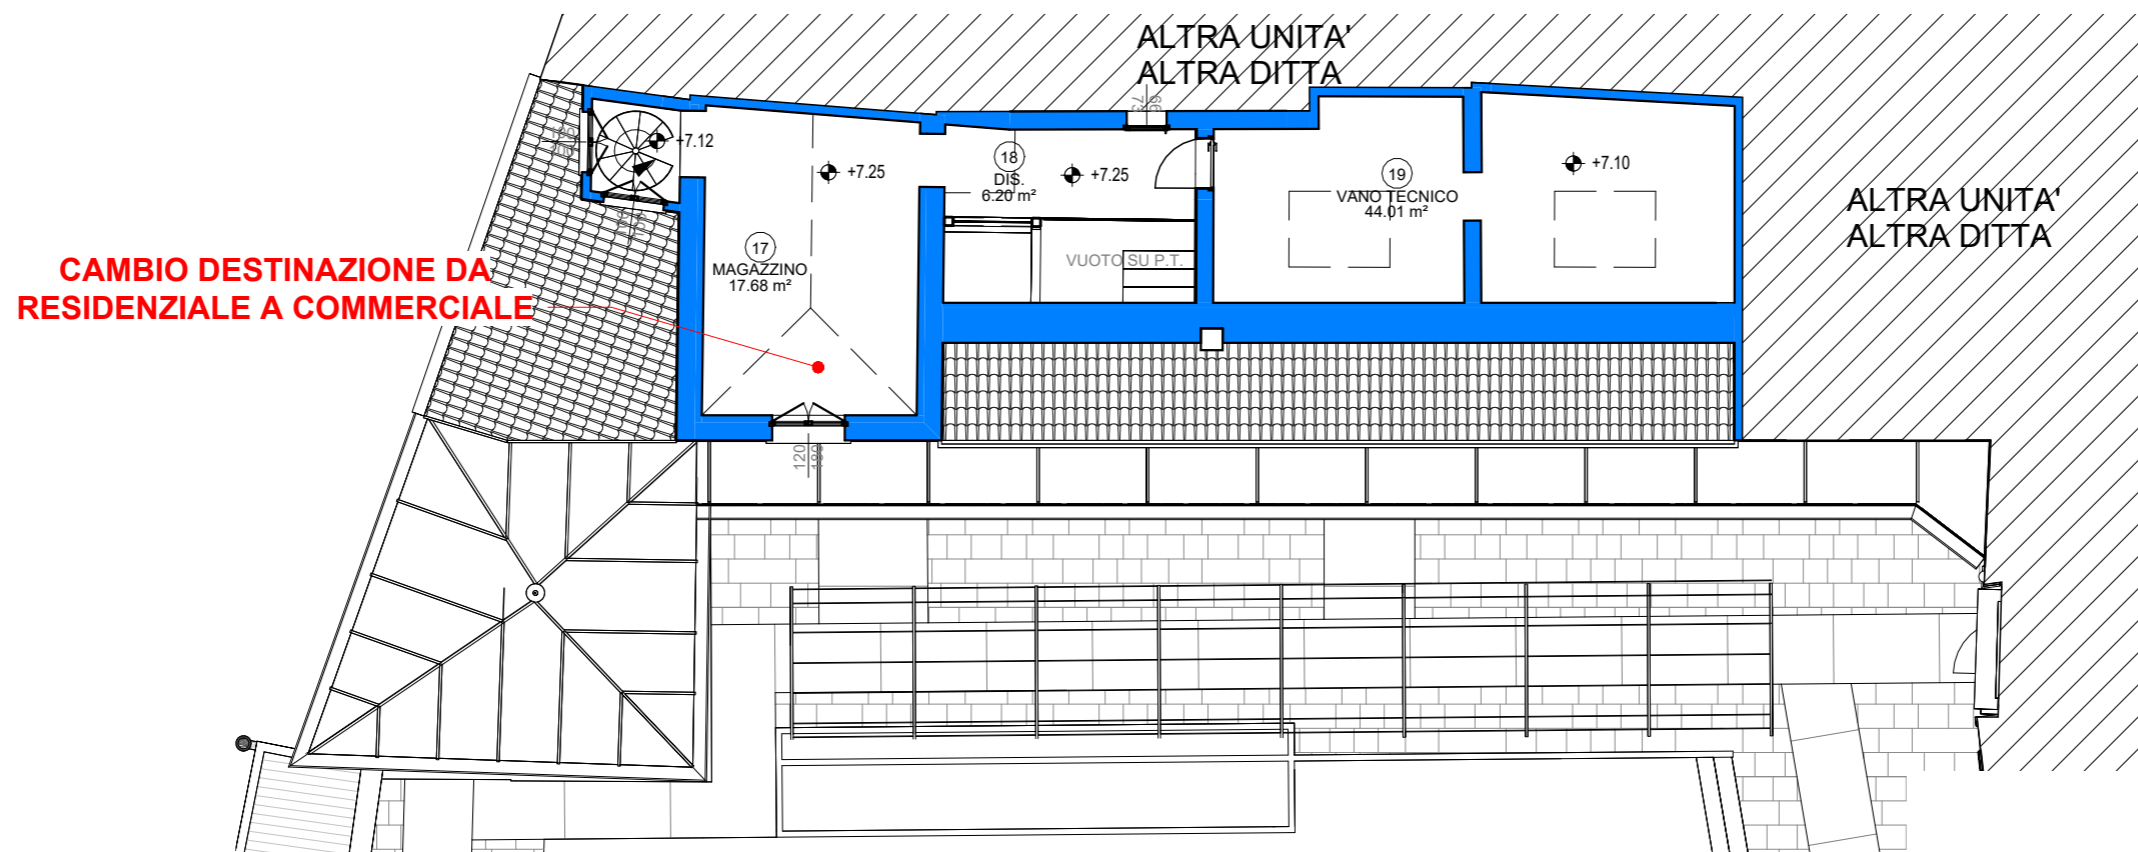 ALTRA UNITA'
ALTRA DITTA
+7.12
+7.25
18
DIS.
6.20 m²
+7.25
19
VANO TECNICO
44.01 m²
+7.10
ALTRA UNITA'
ALTRA DITTA
17
MAGAZZINO
17.68 m²
VUOTO SU P.T.
CAMBIO DESTINAZIONE DA
RESIDENZIALE A COMMERCIALE
120